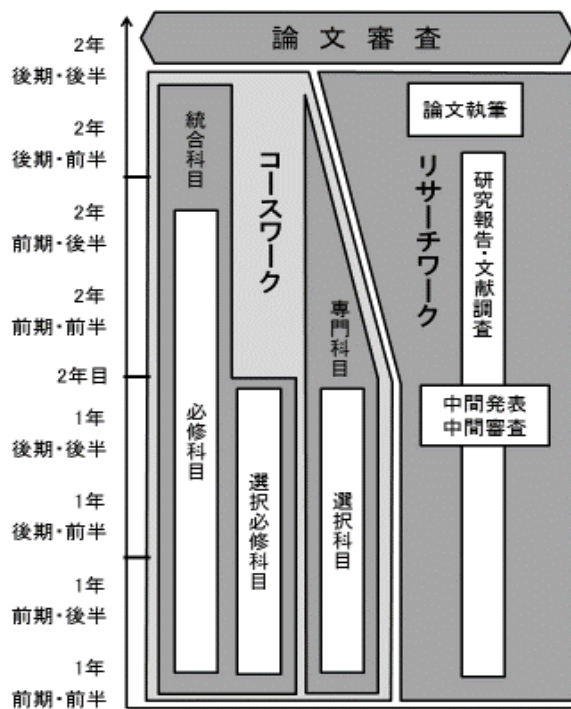 論文審査
2年
後期・後半
2年
後期・前半
2年
前期・後半
2年
前期・前半
2年目
1年
後期・後半
1年
後期・前半
1年
前期・後半
1年
前期・前半
統合科目
必修科目
選択必修科目
コースワーク
専門科目
選択科目
リサーチワーク
論文執筆
研究報告・文献調査
中間発表
中間審査